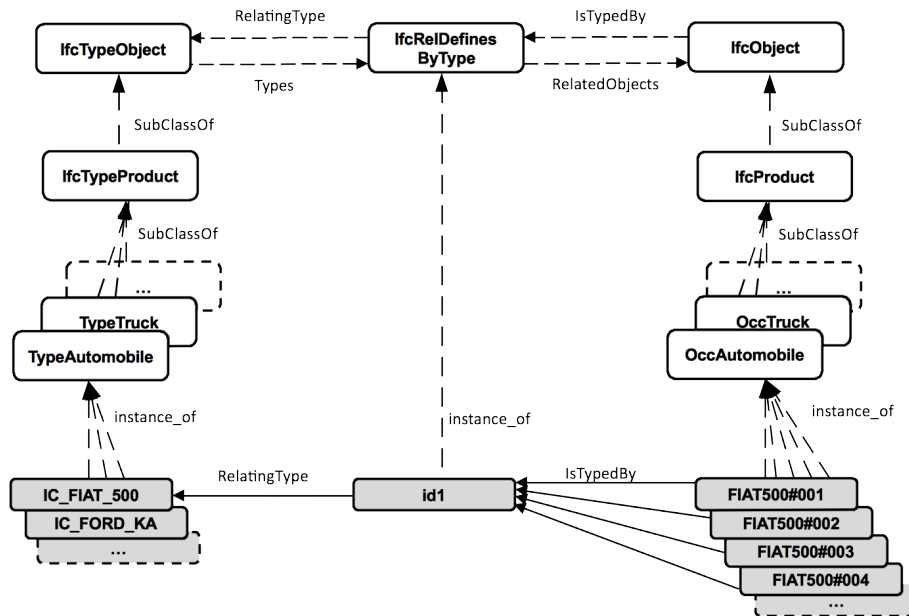 RelatingType
IsTypedBy
IfcTypeObject
IfcRelDefines
ByType
IfcObject
Types
RelatedObjects
SubClassOf
SubClassOf
IfcTypeProduct
IfcProduct
SubClassOf
SubClassOf
...
...
TypeTruck
OccTruck
TypeAutomobile
OccAutomobile
instance_of
instance_of
instance_of
RelatingType
IsTypedBy
IC_FIAT_500
id1
FIAT500#001
IC_FORD_KA
FIAT500#002
...
FIAT500#003
FIAT500#004
...